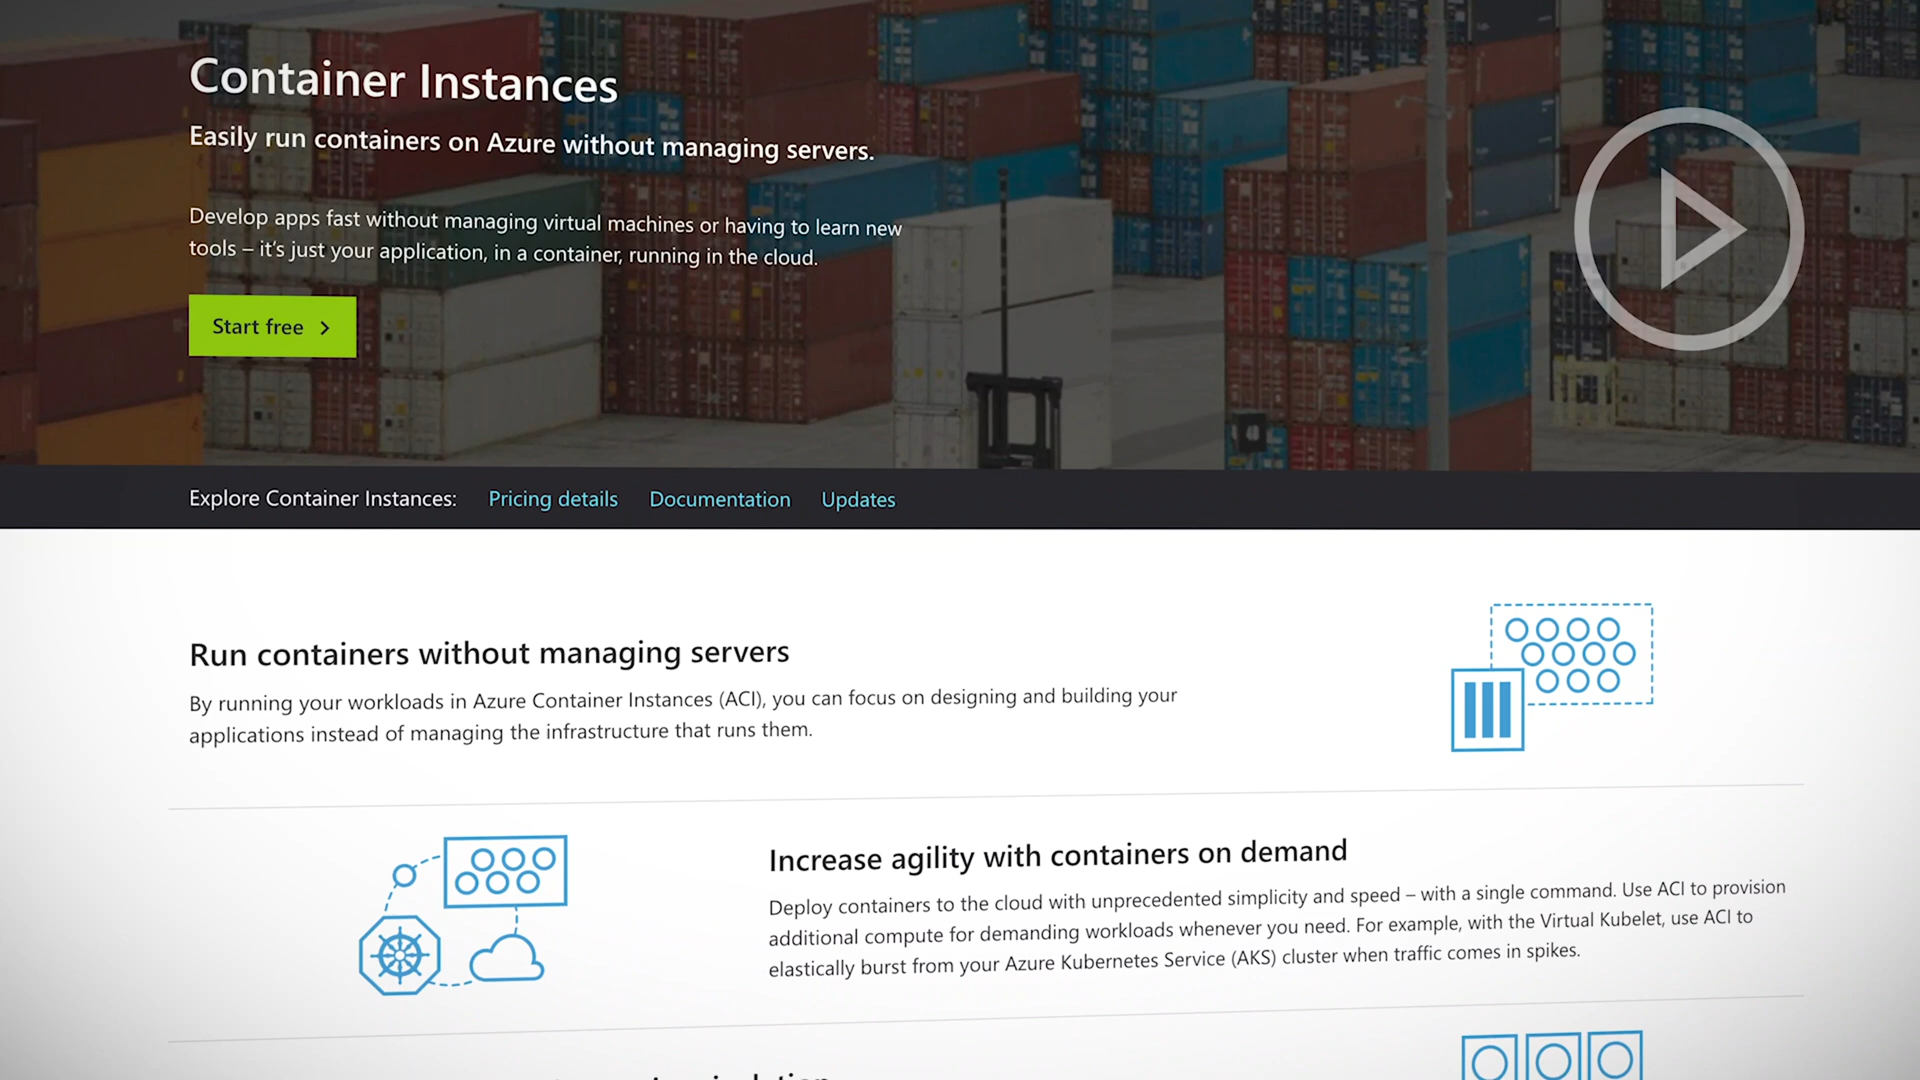 Container Instances
Easily run containers on Azure without managing servers.
Develop apps fast without managing virtual machines or having to learn new
tools – it's just your application, in a container, running in the cloud.
Start free
Explore Container Instances: Pricing details Documentation Updates
Run containers without managing servers
By running your workloads in Azure Container Instances (ACI), you can focus on designing and building your
applications instead of managing the infrastructure that runs them.
Increase agility with containers on demand
Deploy containers to the cloud with unprecedented simplicity and speed – with a single command. Use ACI to provision
additional compute for demanding workloads whenever you need. For example, with the Virtual Kubelet, use ACI to
elastically burst from your Azure Kubernetes Service (AKS) cluster when traffic comes in spikes.